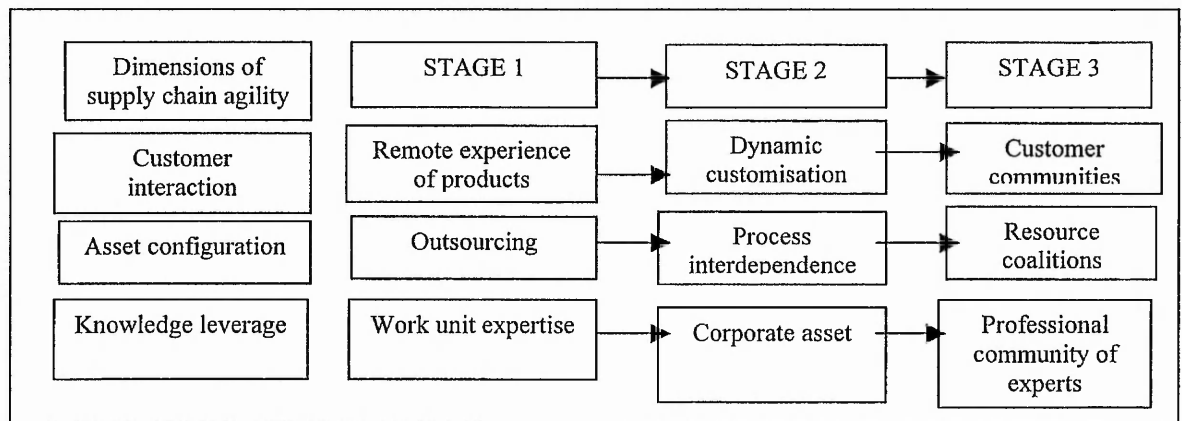 Dimensions of
supply chain agility
STAGE 1
STAGE 2
STAGE 3
Customer
interaction
Remote experience
of products
Dynamic
customisation
Customer
communities
Asset configuration
Outsourcing
Process
interdependence
Resource
coalitions
Knowledge leverage
Work unit expertise
Corporate asset
Professional
community of
experts